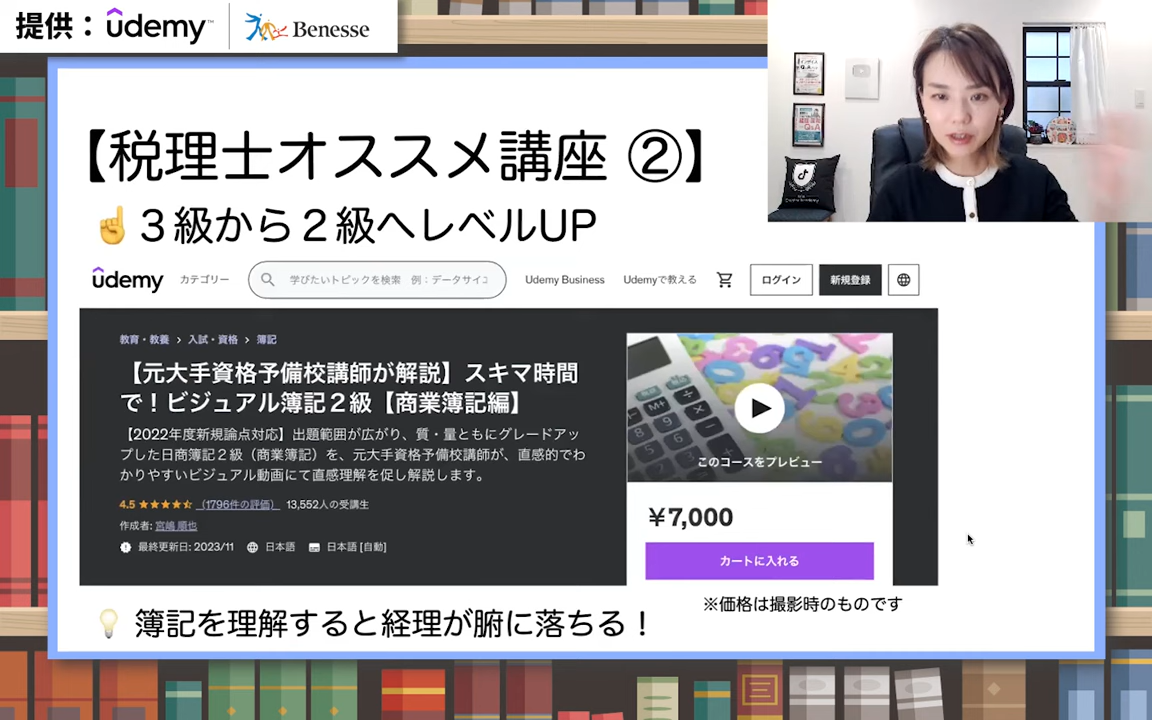 提供： ûdemy Benesse
【税理士オススメ講座 ②】
☝３級から２級へレベルUP
ûdemy カテゴリー 学びたいトピックを検索 例：データサイエ Udemy Business Udemyで教える ログイン 新規登録
教育・教養 > 入試・資格 > 簿記
【元大手資格予備校講師が解説】スキマ時間
で！ビジュアル簿記２級【商業簿記編】
【2022年度新規論点対応】出題範囲が広がり、質・量ともにグレードアッ
プした日商簿記２級（商業簿記）を、元大手資格予備校講師が、直感的でわ
かりやすいビジュアル動画にて直感理解を促し解説します。
4.5 ★★★★★ （1796件の評価） 13,552人の受講生
作成者: 宮嶋 順也
最終更新日: 2023/11 日本語 日本語 [自動]
このコースをプレビュー
¥7,000
カートに入れる
※価格は撮影時のものです
💡 簿記を理解すると経理が腑に落ちる！